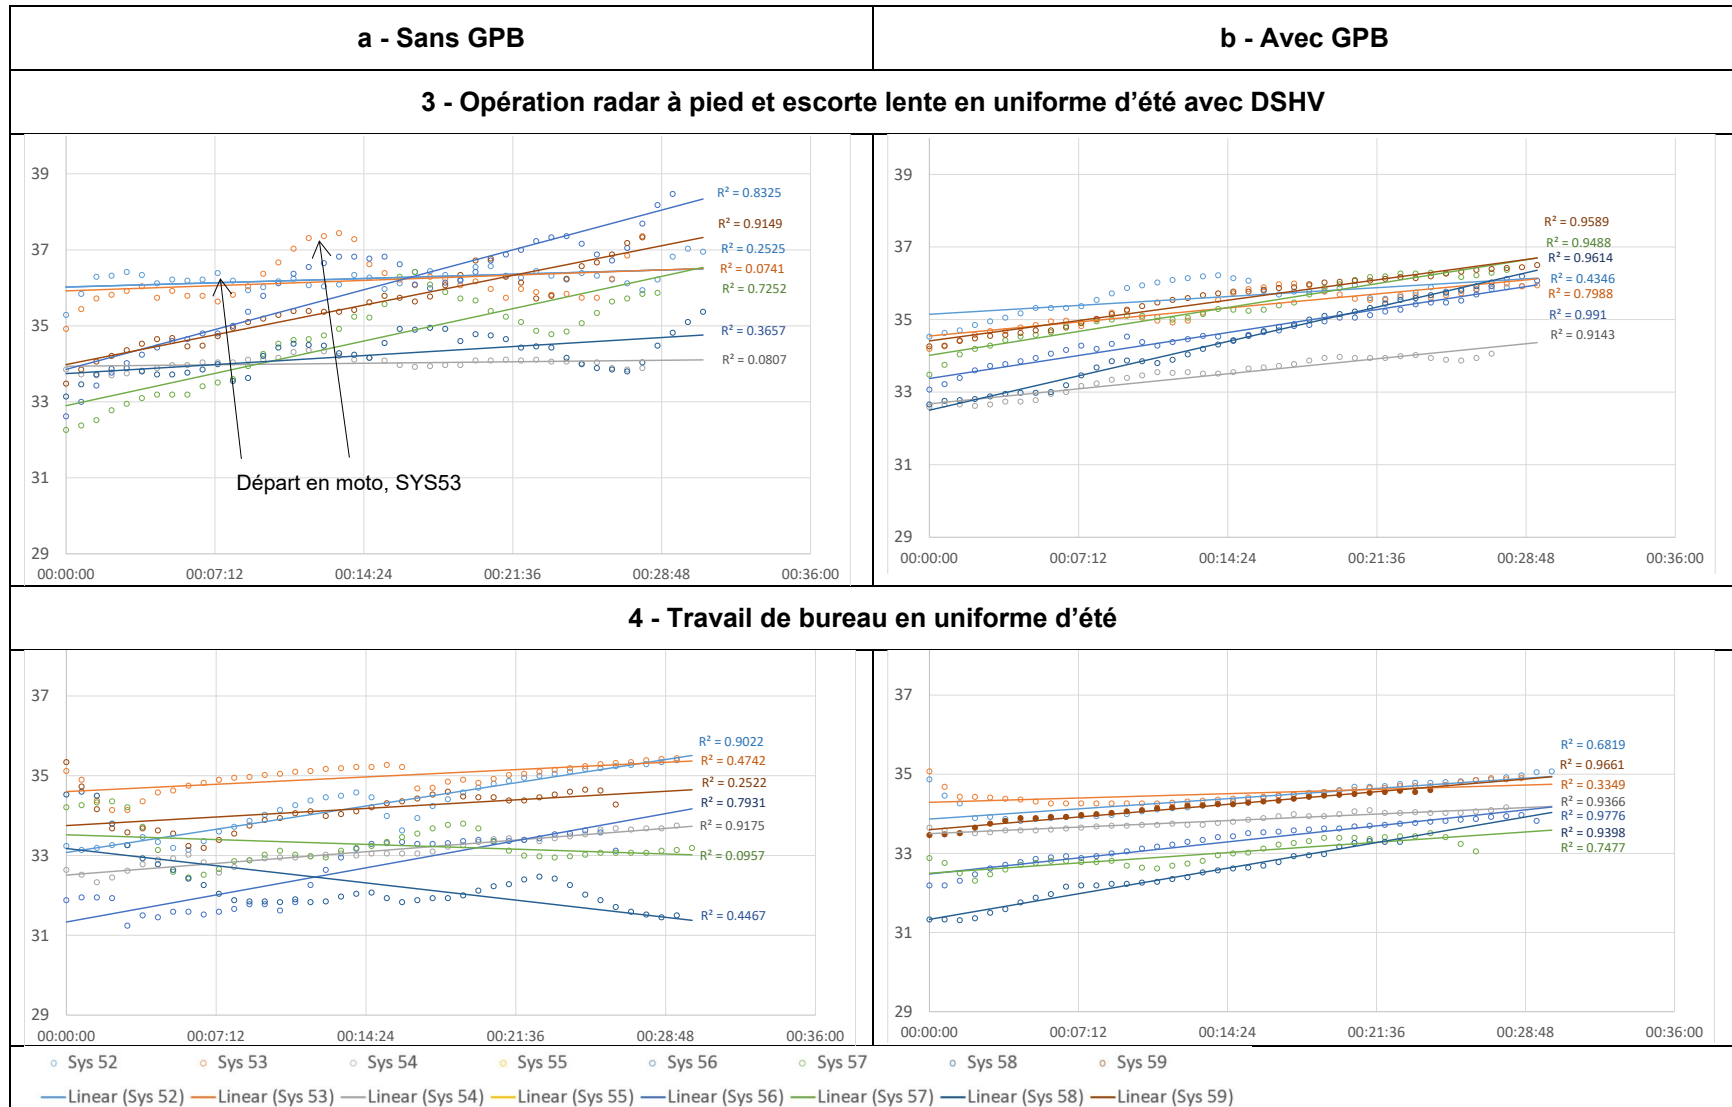 a - Sans GPB
b - Avec GPB
3 - Opération radar à pied et escorte lente en uniforme d'été avec DSHV
39
37
35
33
31
29
00:00:00 00:07:12 00:14:24 00:21:36 00:28:48 00:36:00
R² = 0.8325
R² = 0.9149
R² = 0.2525
R² = 0.0741
R² = 0.7252
R² = 0.3657
R² = 0.0807
Départ en moto, SYS53
39
37
35
33
31
29
00:00:00 00:07:12 00:14:24 00:21:36 00:28:48 00:36:00
R² = 0.9589
R² = 0.9488
R² = 0.9614
R² = 0.4346
R² = 0.7988
R² = 0.991
R² = 0.9143
4 - Travail de bureau en uniforme d'été
37
35
33
31
29
00:00:00 00:07:12 00:14:24 00:21:36 00:28:48 00:36:00
R² = 0.9022
R² = 0.4742
R² = 0.2522
R² = 0.7931
R² = 0.9175
R² = 0.0957
R² = 0.4467
37
35
33
31
29
00:00:00 00:07:12 00:14:24 00:21:36 00:28:48 00:36:00
R² = 0.6819
R² = 0.9661
R² = 0.3349
R² = 0.9366
R² = 0.9776
R² = 0.9398
R² = 0.7477
Sys 52 Sys 53 Sys 54 Sys 55 Sys 56 Sys 57 Sys 58 Sys 59
Linear (Sys 52) Linear (Sys 53) Linear (Sys 54) Linear (Sys 55) Linear (Sys 56) Linear (Sys 57) Linear (Sys 58) Linear (Sys 59)